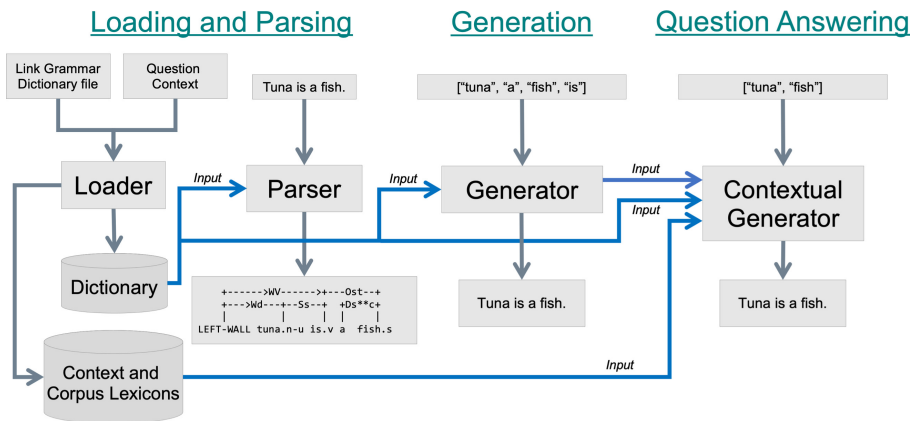 Loading and Parsing
Generation
Question Answering
Link Grammar
Dictionary file
Question
Context
Tuna is a fish.
["tuna", "a", "fish", "is"]
["tuna", "fish"]
Loader
Input
Parser
Input
Generator
Input
Input
Contextual
Generator
Dictionary
+------>WV------>+---Ost--+
+--->Wd---+--Ss--+  +Ds**c+
|         |      |  |     |
LEFT-WALL tuna.n-u is.v a  fish.s
Tuna is a fish.
Tuna is a fish.
Context and
Corpus Lexicons
Input